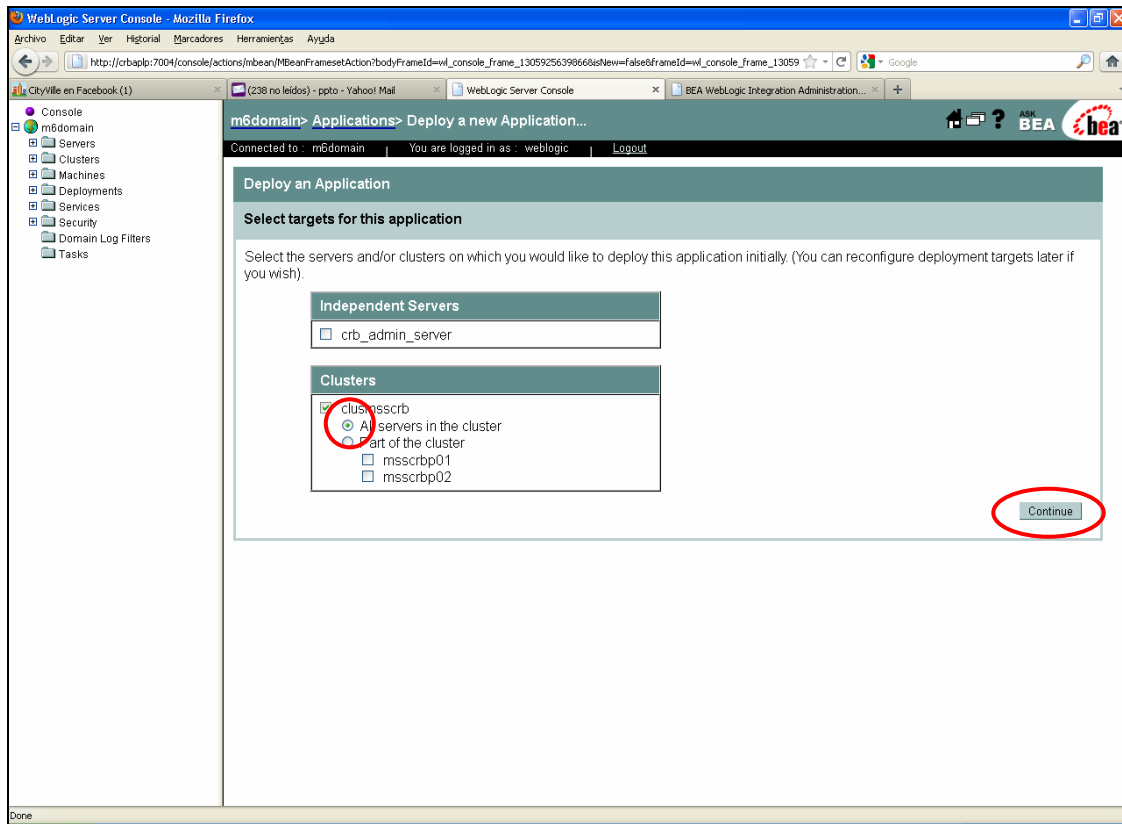 WebLogic Server Console - Mozilla Firefox
Archivo Editar Ver Historial Marcadores Herramientas Ayuda
http://crbaplp:7004/console/actions/mbean/MBeanFramesetAction?bodyFrameId=wl_console_frame_1305925639866&isNew=false&frameId=wl_console_frame_13059 Google
CityVille en Facebook (1) (238 no leídos) - ppto - Yahoo! Mail WebLogic Server Console BEA WebLogic Integration Administration...
Console
m6domain
Servers
Clusters
Machines
Deployments
Services
Security
Domain Log Filters
Tasks
m6domain> Applications> Deploy a new Application...
? ASK BEA bea
Connected to : m6domain | You are logged in as : weblogic | Logout
Deploy an Application
Select targets for this application
Select the servers and/or clusters on which you would like to deploy this application initially. (You can reconfigure deployment targets later if
you wish).
Independent Servers
crb_admin_server
Clusters
clusmsscrb
All servers in the cluster
Part of the cluster
msscrbp01
msscrbp02
Continue
Done